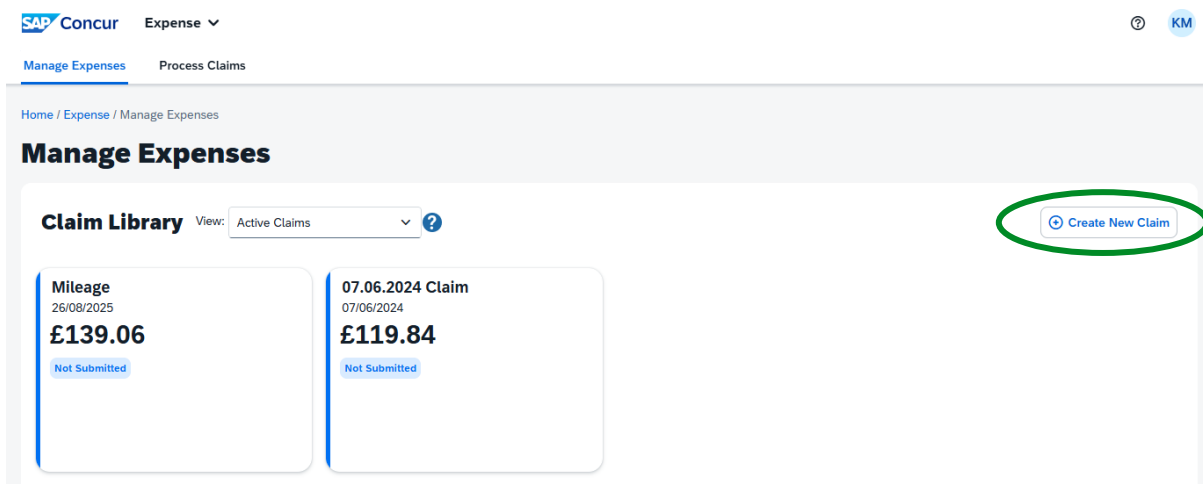 SAP Concur Expense KM
Manage Expenses Process Claims
Home / Expense / Manage Expenses
Manage Expenses
Claim Library View: Active Claims ? Create New Claim
Mileage
26/08/2025
£139.06
Not Submitted
07.06.2024 Claim
07/06/2024
£119.84
Not Submitted